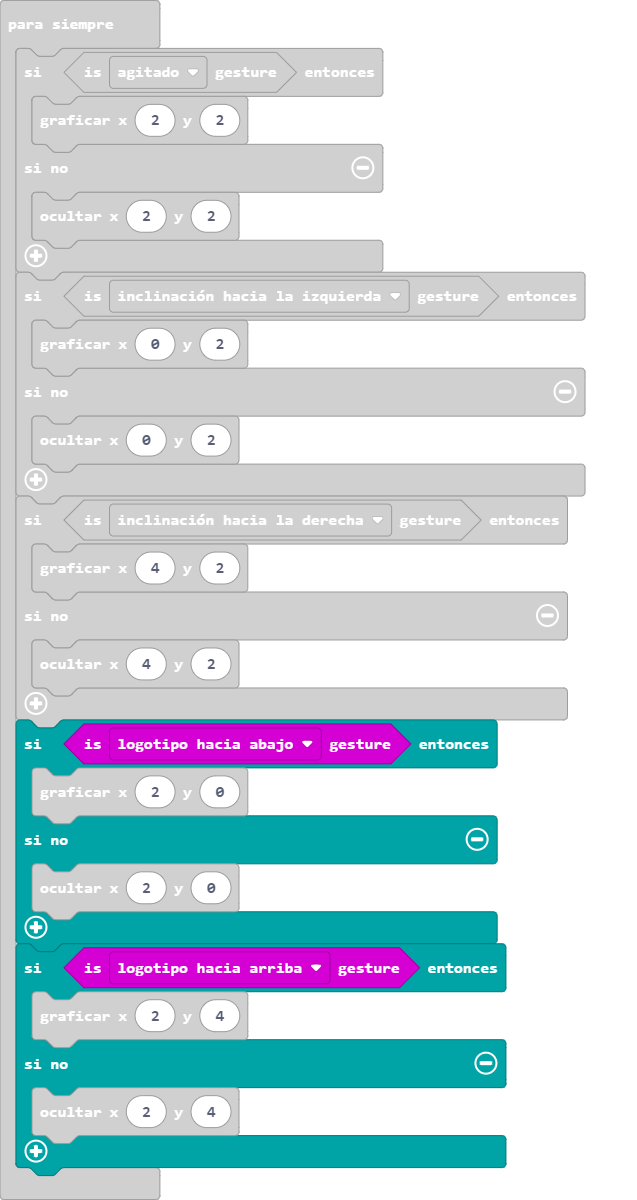 para siempre
si is agitado gesture entonces
graficar x 2 y 2
si no
ocultar x 2 y 2
si is inclinación hacia la izquierda gesture entonces
graficar x 0 y 2
si no
ocultar x 0 y 2
si is inclinación hacia la derecha gesture entonces
graficar x 4 y 2
si no
ocultar x 4 y 2
si is logotipo hacia abajo gesture entonces
graficar x 2 y 0
si no
ocultar x 2 y 0
si is logotipo hacia arriba gesture entonces
graficar x 2 y 4
si no
ocultar x 2 y 4